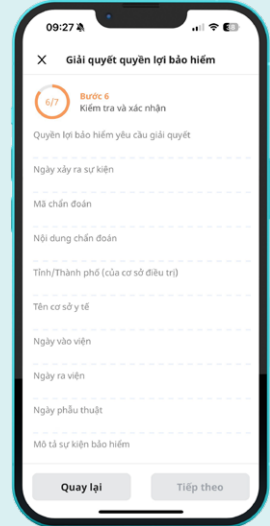 09:27
Giải quyết quyền lợi bảo hiểm
6/7
Bước 6
Kiểm tra và xác nhận
Quyền lợi bảo hiểm yêu cầu giải quyết
Ngày xảy ra sự kiện
Mã chẩn đoán
Nội dung chẩn đoán
Tỉnh/Thành phố (của cơ sở điều trị)
Tên cơ sở y tế
Ngày vào viện
Ngày ra viện
Ngày phẫu thuật
Mô tả sự kiện bảo hiểm
Quay lại
Tiếp theo